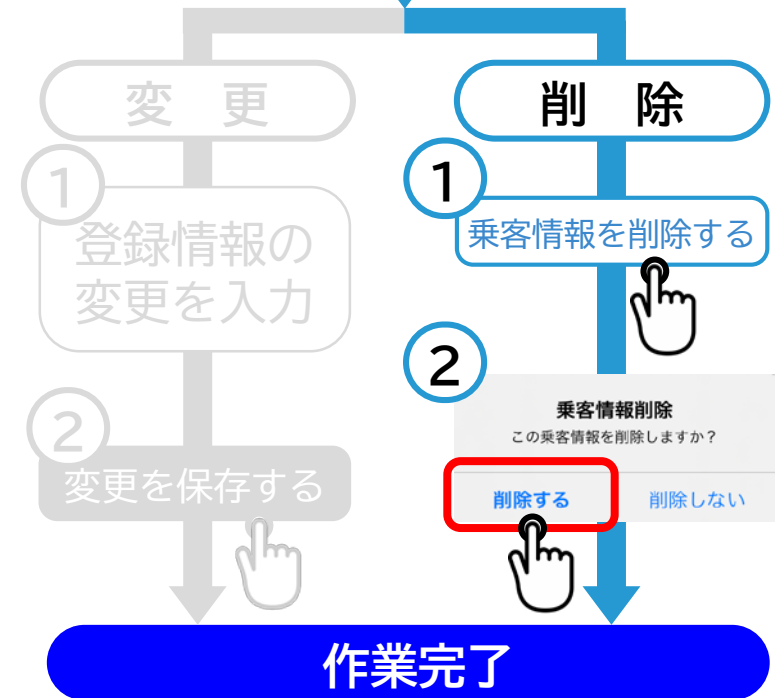 変　更
1
登録情報の
変更を入力
2
変更を保存する
削　除
1
乗客情報を削除する
2
乗客情報削除
この乗客情報を削除しますか？
削除する
削除しない
作業完了